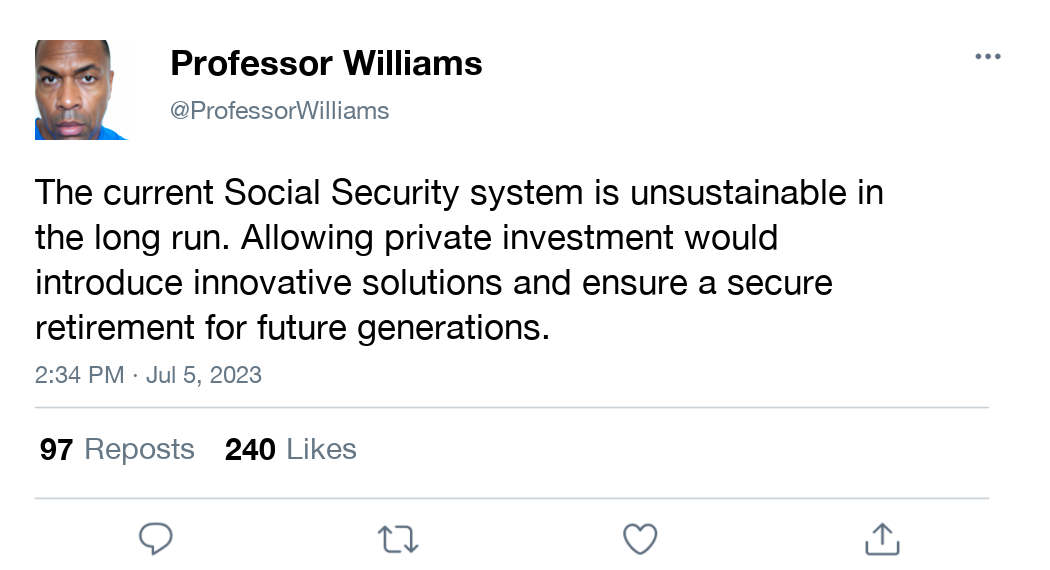 Professor Williams
@ProfessorWilliams
The current Social Security system is unsustainable in
the long run. Allowing private investment would
introduce innovative solutions and ensure a secure
retirement for future generations.
2:34 PM · Jul 5, 2023
97 Reposts 240 Likes